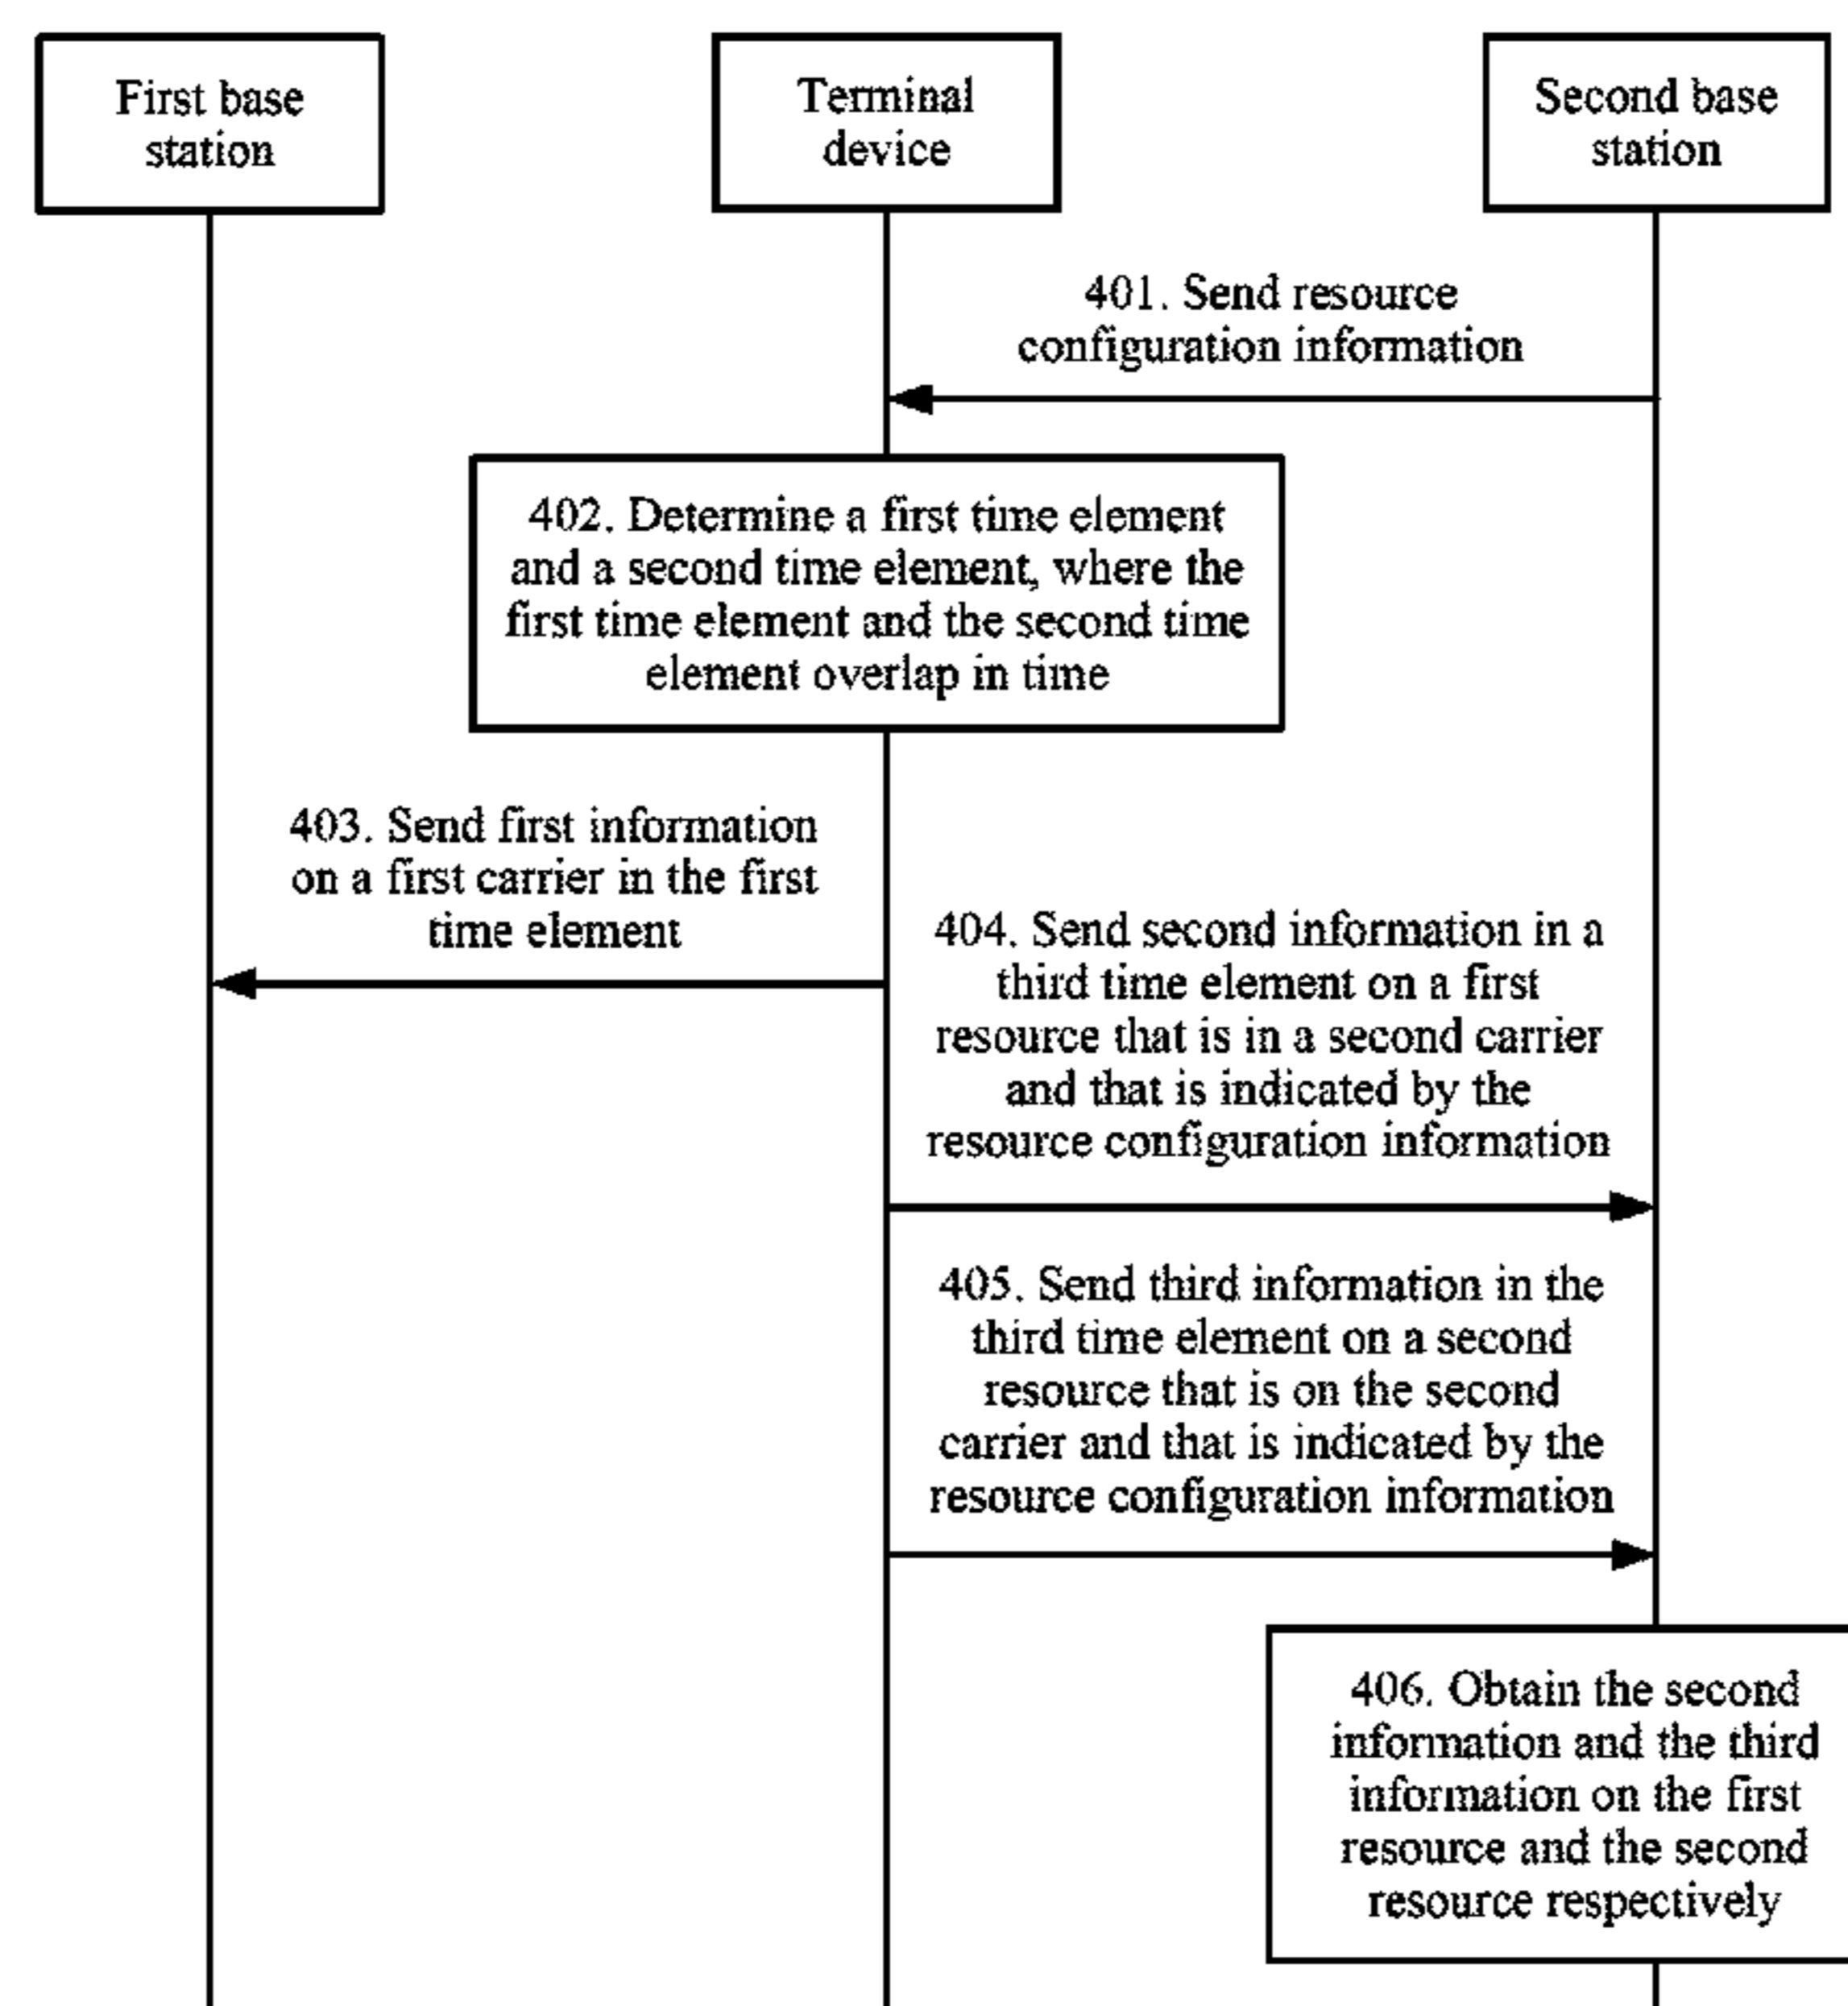 First base
station
Terminal
device
Second base
station
401. Send resource
configuration information
402. Determine a first time element
and a second time element, where the
first time element and the second time
element overlap in time
403. Send first information
on a first carrier in the first
time element
404. Send second information in a
third time element on a first
resource that is in a second carrier
and that is indicated by the
resource configuration information
405. Send third information in the
third time element on a second
resource that is on the second
carrier and that is indicated by the
resource configuration information
406. Obtain the second
information and the third
information on the first
resource and the second
resource respectively